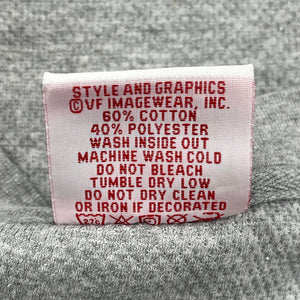 STYLE AND GRAPHICS
©VF IMAGEWEAR, INC.
60% COTTON
40% POLYESTER
WASH INSIDE OUT
MACHINE WASH COLD
DO NOT BLEACH
TUMBLE DRY LOW
DO NOT DRY CLEAN
OR IRON IF DECORATED